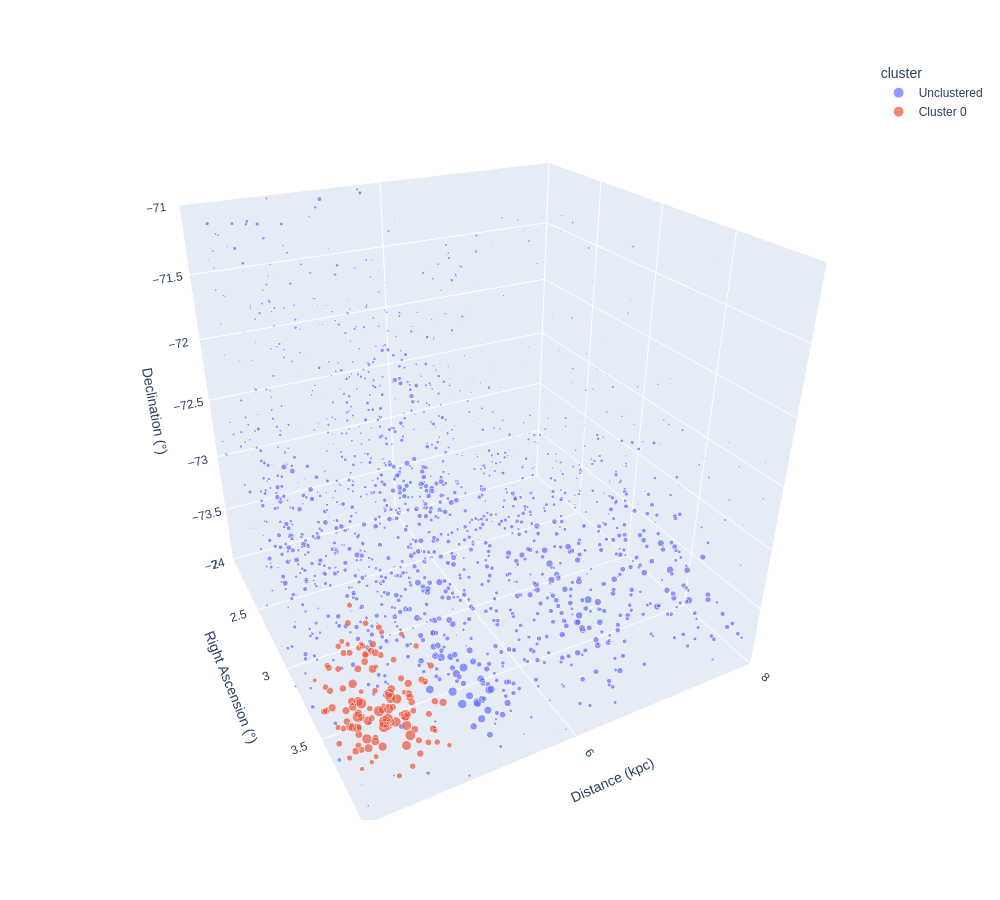 cluster
Unclustered
Cluster 0
−71
−71.5
−72
−72.5
−73
−73.5
−74
Declination (°)
2
2.5
3
3.5
Right Ascension (°)
6
8
Distance (kpc)